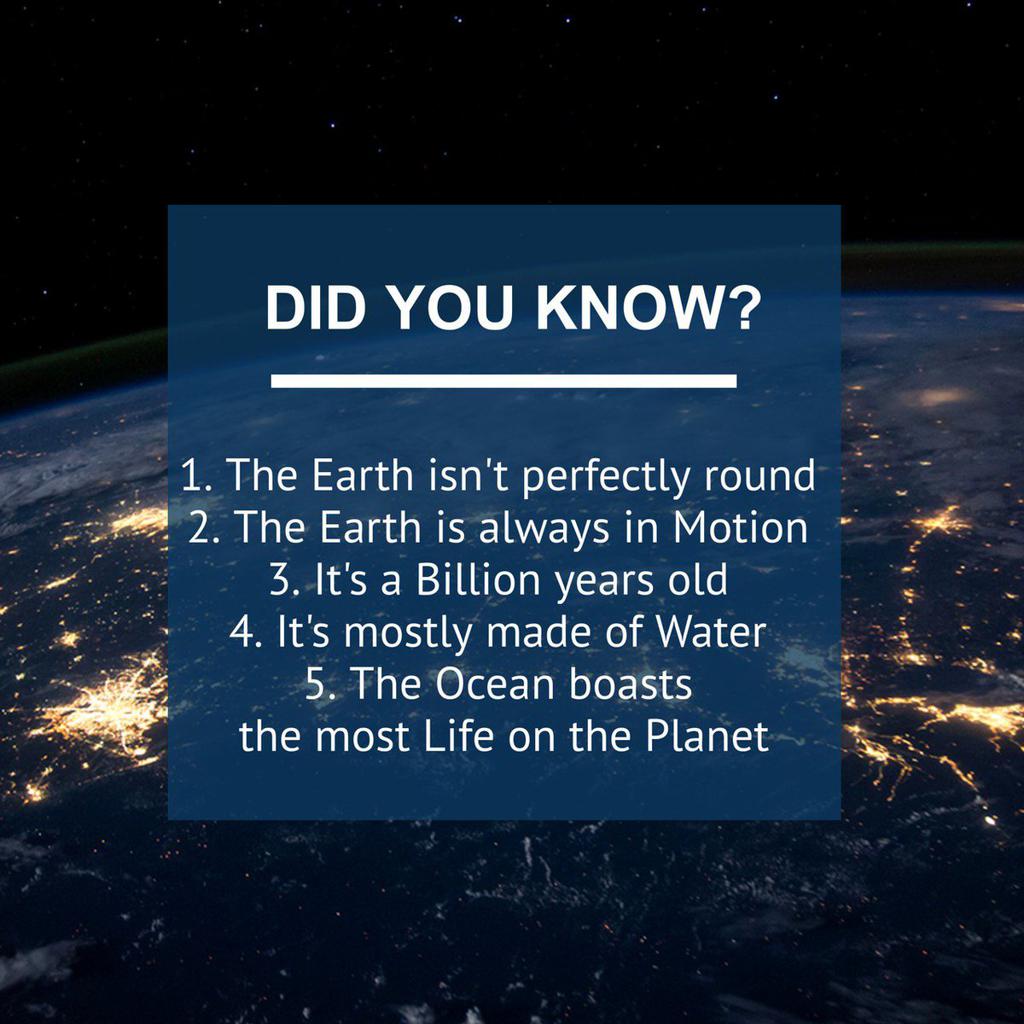 DID YOU KNOW?
1. The Earth isn't perfectly round
2. The Earth is always in Motion
3. It's a Billion years old
4. It's mostly made of Water
5. The Ocean boasts
the most Life on the Planet